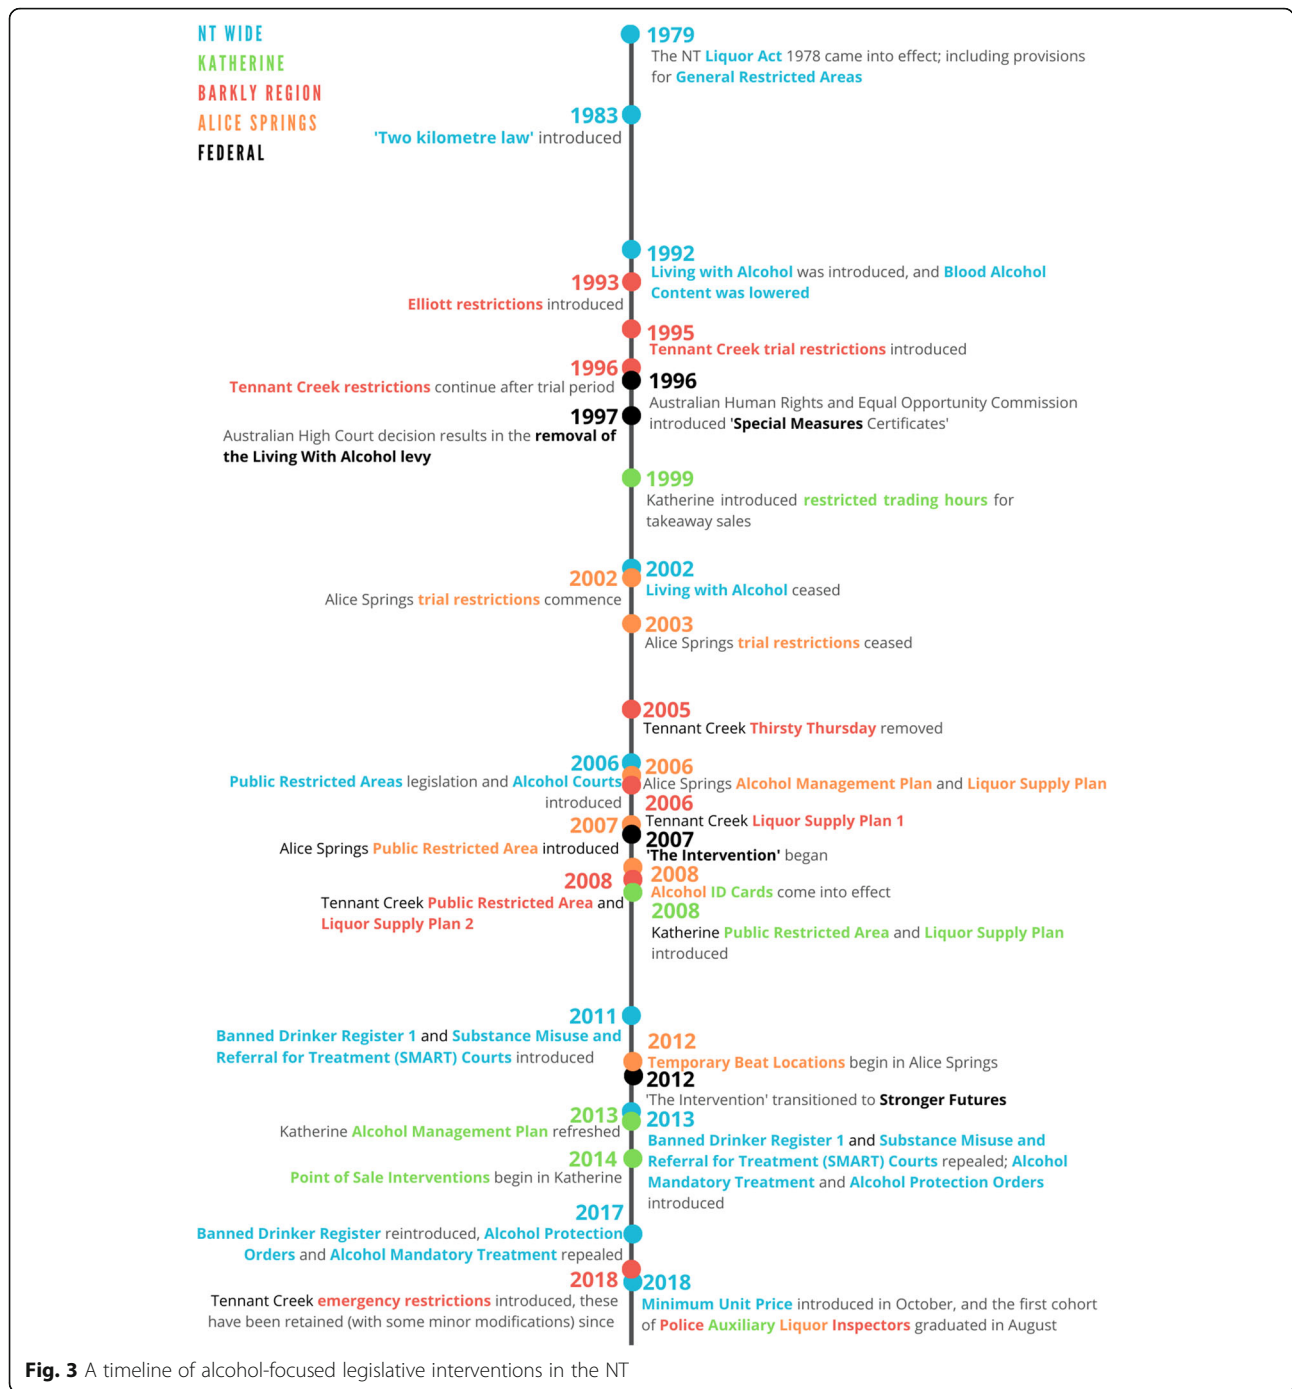 NT WIDE
KATHERINE
BARKLY REGION
ALICE SPRINGS
FEDERAL
1979
The NT Liquor Act 1978 came into effect; including provisions
for General Restricted Areas
1983
'Two kilometre law' introduced
1992
Living with Alcohol was introduced, and Blood Alcohol
Content was lowered
1993
Elliott restrictions introduced
1995
Tennant Creek trial restrictions introduced
1996
Tennant Creek restrictions continue after trial period
1996
Australian Human Rights and Equal Opportunity Commission
introduced 'Special Measures Certificates'
1997
Australian High Court decision results in the removal of
the Living With Alcohol levy
1999
Katherine introduced restricted trading hours for
takeaway sales
2002
Living with Alcohol ceased
2002
Alice Springs trial restrictions commence
2003
Alice Springs trial restrictions ceased
2005
Tennant Creek Thirsty Thursday removed
2006
Public Restricted Areas legislation and Alcohol Courts
introduced
2006
Alice Springs Alcohol Management Plan and Liquor Supply Plan
2006
Tennant Creek Liquor Supply Plan 1
2007
Alice Springs Public Restricted Area introduced
2007
'The Intervention' began
2008
Alcohol ID Cards come into effect
2008
Tennant Creek Public Restricted Area and
Liquor Supply Plan 2
2008
Katherine Public Restricted Area and Liquor Supply Plan
introduced
2011
Banned Drinker Register 1 and Substance Misuse and
Referral for Treatment (SMART) Courts introduced
2012
Temporary Beat Locations begin in Alice Springs
2012
'The Intervention' transitioned to Stronger Futures
2013
Katherine Alcohol Management Plan refreshed
2013
Banned Drinker Register 1 and Substance Misuse and
Referral for Treatment (SMART) Courts repealed; Alcohol
Mandatory Treatment and Alcohol Protection Orders
introduced
2014
Point of Sale Interventions begin in Katherine
2017
Banned Drinker Register reintroduced, Alcohol Protection
Orders and Alcohol Mandatory Treatment repealed
2018
Tennant Creek emergency restrictions introduced, these
have been retained (with some minor modifications) since
2018
Minimum Unit Price introduced in October, and the first cohort
of Police Auxiliary Liquor Inspectors graduated in August
Fig. 3 A timeline of alcohol-focused legislative interventions in the NT